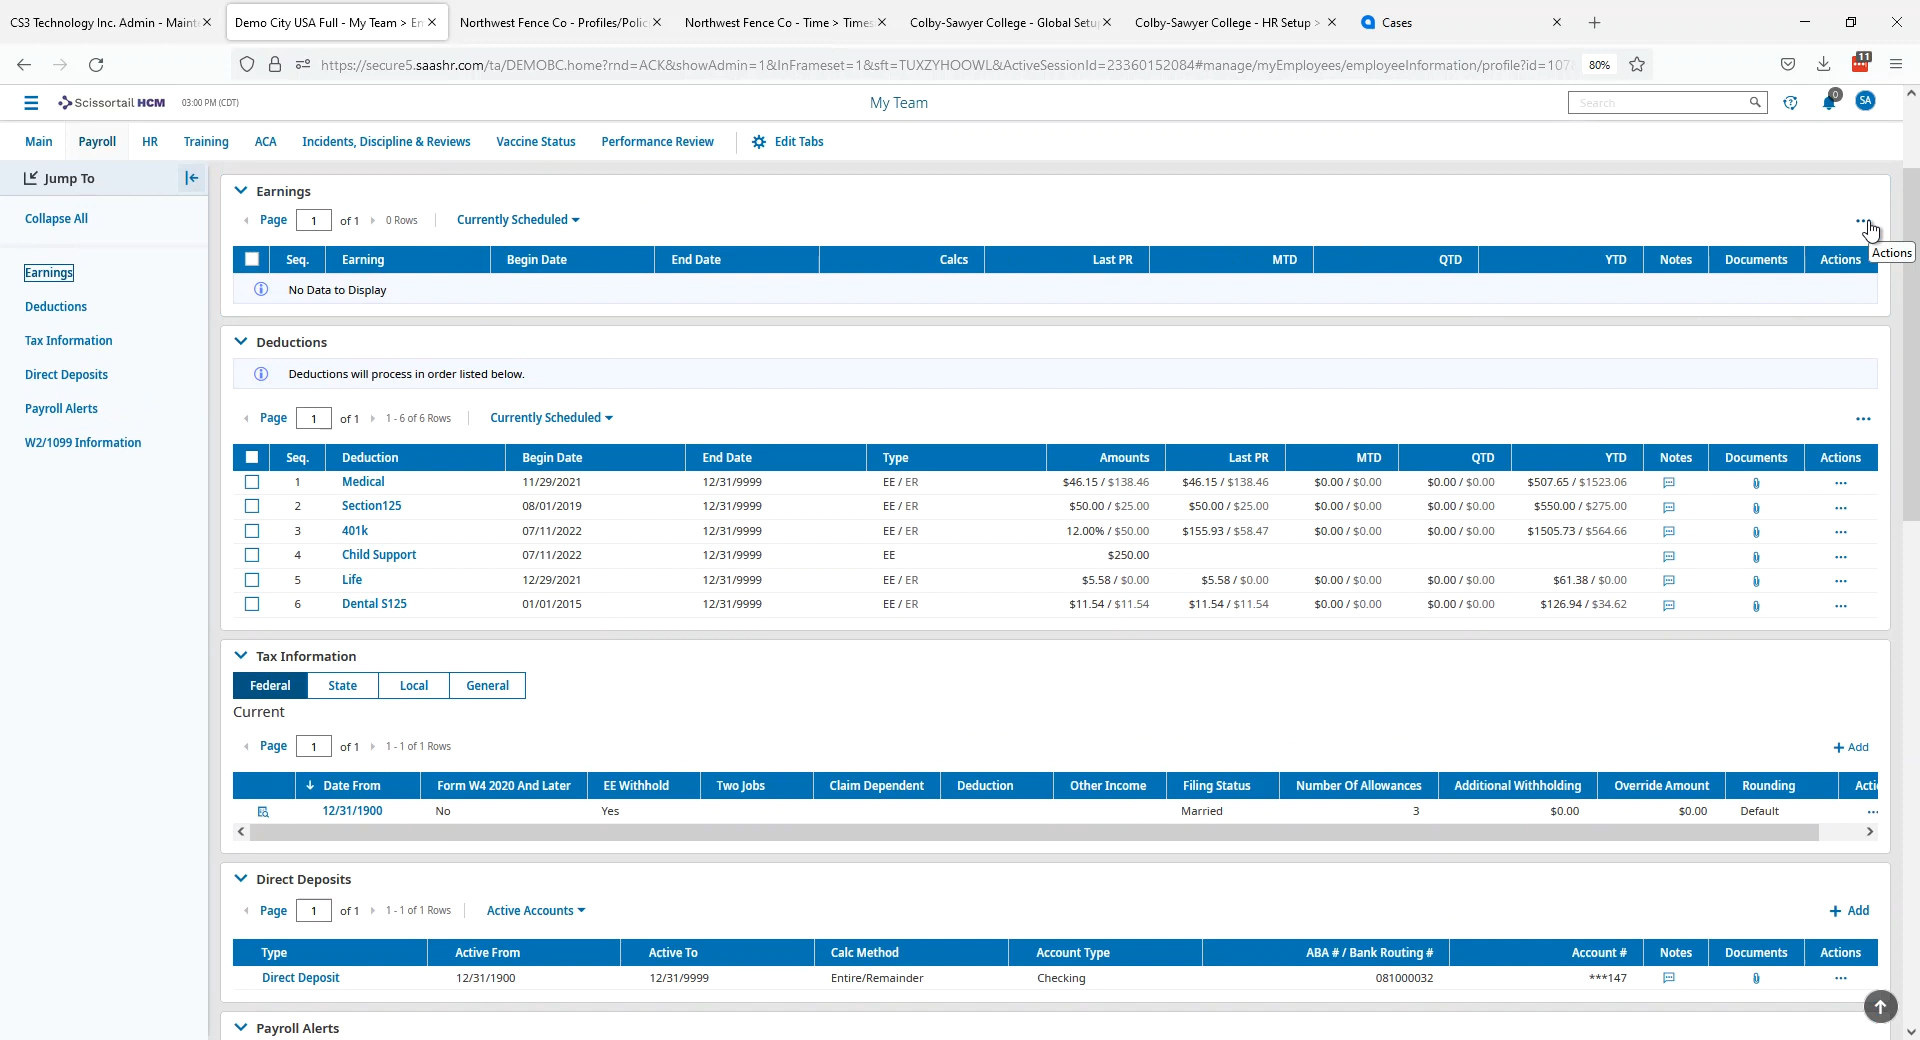 CS3 Technology Inc. Admin - Maint
Demo City USA Full - My Team > En
Northwest Fence Co - Profiles/Polic
Northwest Fence Co - Time > Times
Colby-Sawyer College - Global Setu
Colby-Sawyer College - HR Setup >
Cases
https://secure5.saashr.com/ta/DEMOBC.home?rnd=ACK&showAdmin=1&InFrameset=1&sft=TUXZYHOOWL&ActiveSessionId=23360152084#manage/myEmployees/employeeInformation/profile?id=107
80%
11
Scissortail HCM
03:00 PM (CDT)
My Team
Search
0
SA
Main
Payroll
HR
Training
ACA
Incidents, Discipline & Reviews
Vaccine Status
Performance Review
Edit Tabs
Jump To
Collapse All
Earnings
Deductions
Tax Information
Direct Deposits
Payroll Alerts
W2/1099 Information
Earnings
Page 1 of 1 0 Rows Currently Scheduled
Actions
Seq. Earning Begin Date End Date Calcs Last PR MTD QTD YTD Notes Documents Actions
No Data to Display
Deductions
Deductions will process in order listed below.
Page 1 of 1 1 - 6 of 6 Rows Currently Scheduled
Seq. Deduction Begin Date End Date Type Amounts Last PR MTD QTD YTD Notes Documents Actions
1 Medical 11/29/2021 12/31/9999 EE / ER $46.15 / $138.46 $46.15 / $138.46 $0.00 / $0.00 $0.00 / $0.00 $507.65 / $1523.06
2 Section125 08/01/2019 12/31/9999 EE / ER $50.00 / $25.00 $50.00 / $25.00 $0.00 / $0.00 $0.00 / $0.00 $550.00 / $275.00
3 401k 07/11/2022 12/31/9999 EE / ER 12.00% / $50.00 $155.93 / $58.47 $0.00 / $0.00 $0.00 / $0.00 $1505.73 / $564.66
4 Child Support 07/11/2022 12/31/9999 EE $250.00
5 Life 12/29/2021 12/31/9999 EE / ER $5.58 / $0.00 $5.58 / $0.00 $0.00 / $0.00 $0.00 / $0.00 $61.38 / $0.00
6 Dental S125 01/01/2015 12/31/9999 EE / ER $11.54 / $11.54 $11.54 / $11.54 $0.00 / $0.00 $0.00 / $0.00 $126.94 / $34.62
Tax Information
Federal State Local General
Current
Page 1 of 1 1 - 1 of 1 Rows
+ Add
Date From Form W4 2020 And Later EE Withhold Two Jobs Claim Dependent Deduction Other Income Filing Status Number Of Allowances Additional Withholding Override Amount Rounding Acti
12/31/1900 No Yes Married 3 $0.00 $0.00 Default
Direct Deposits
Page 1 of 1 1 - 1 of 1 Rows Active Accounts
+ Add
Type Active From Active To Calc Method Account Type ABA # / Bank Routing # Account # Notes Documents Actions
Direct Deposit 12/31/1900 12/31/9999 Entire/Remainder Checking 081000032 ***147
Payroll Alerts